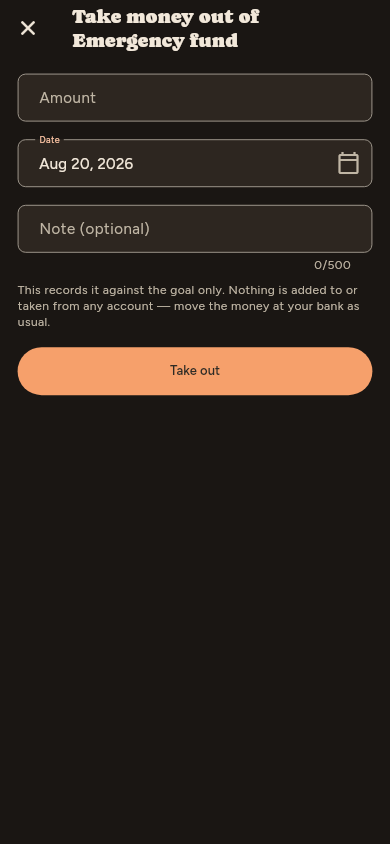 Take money out of
Emergency fund
Amount
Date
Aug 20, 2026
Note (optional)
0/500
This records it against the goal only. Nothing is added to or
taken from any account — move the money at your bank as
usual.
Take out